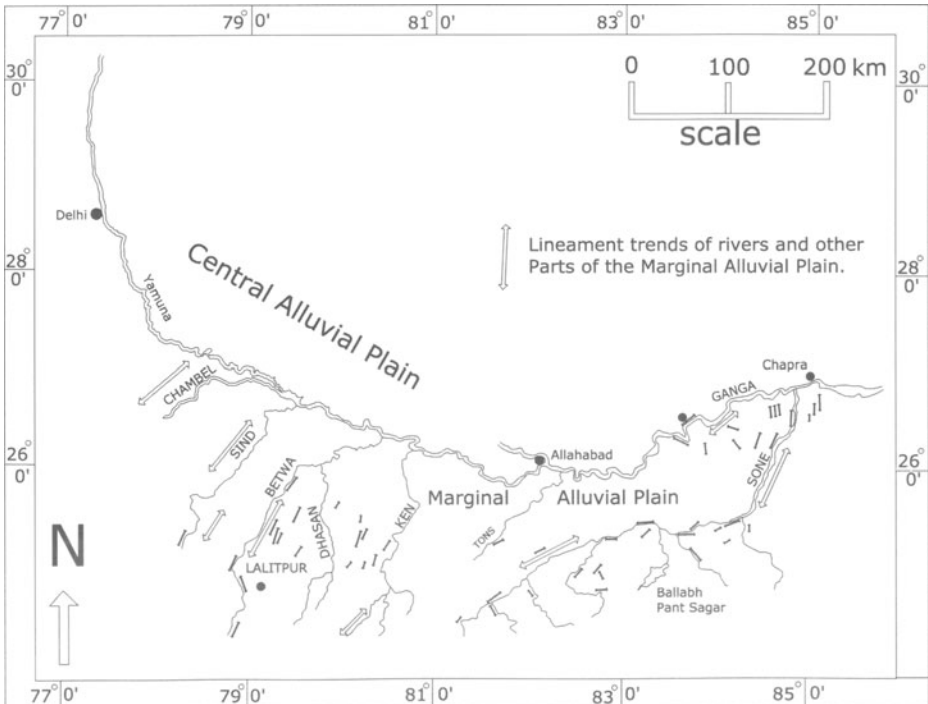 77° 0'
79° 0'
81° 0'
83° 0'
85° 0'
30° 0'
0 100 200 km
30° 0'
scale
Delhi
Lineament trends of rivers and other
Parts of the Marginal Alluvial Plain.
28° 0'
28° 0'
Yamuna
Central Alluvial Plain
Chapra
CHAMBEL
GANGA
SIND
26° 0'
BETWA
Allahabad
26° 0'
SONE
Marginal Alluvial Plain
KEN
DHASAN
TONS
N
LALITPUR
Ballabh
Pant Sagar
77° 0'
79° 0'
81° 0'
83° 0'
85° 0'